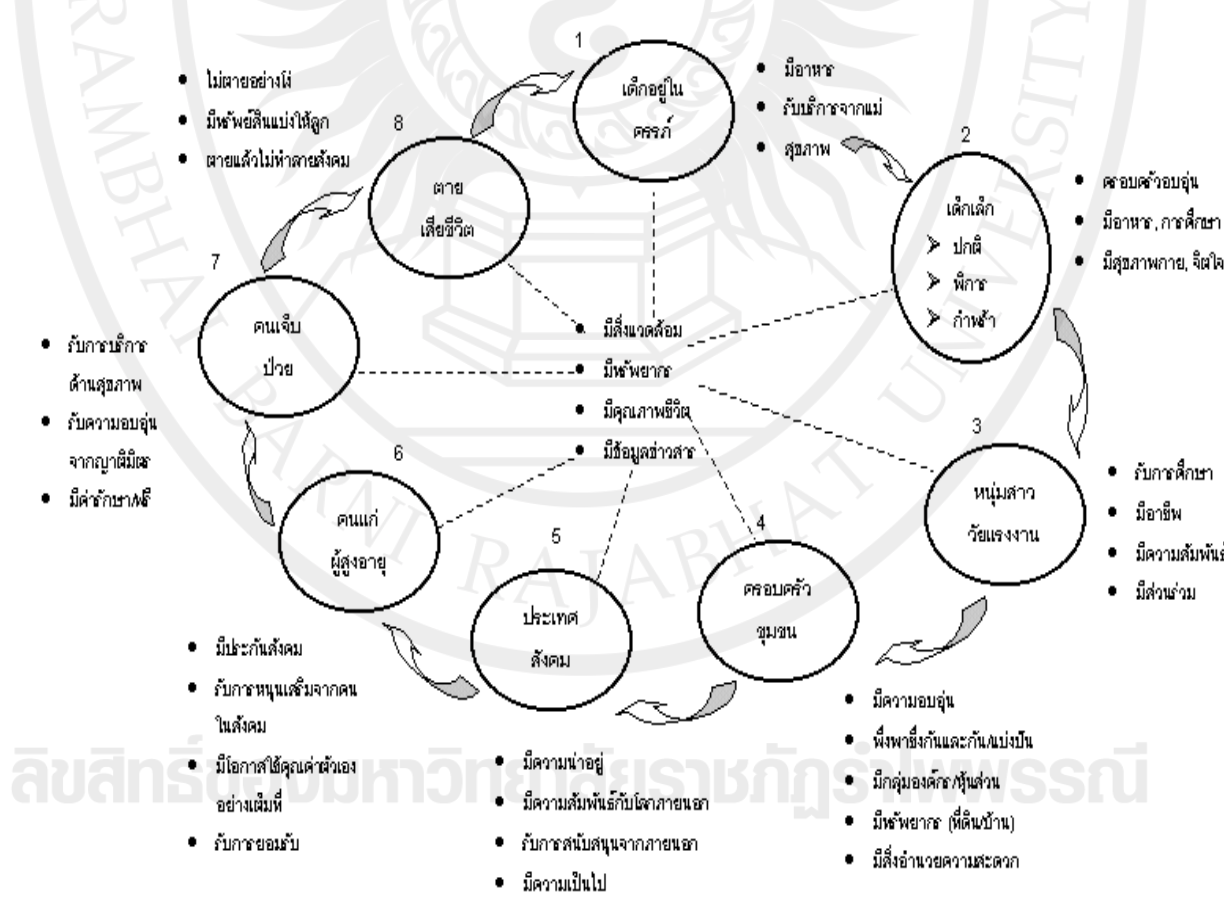 1
เด็กอยู่ใน
ครรภ์
● มีอาหาร
● รับบริการจากแม่
● สุขภาพ
2
เด็กเล็ก
➢ ปกติ
➢ พิการ
➢ กำพร้า
● ครอบครัวอบอุ่น
● มีอาหาร, การศึกษา
● มีสุขภาพกาย, จิตใจ
3
หนุ่มสาว
วัยแรงงาน
● รับการศึกษา
● มีอาชีพ
● มีความสัมพันธ์
● มีส่วนร่วม
4
ครอบครัว
ชุมชน
● มีความอบอุ่น
● พึ่งพาซึ่งกันและกัน/แบ่งปัน
● มีกลุ่มองค์กร/หุ้นส่วน
● มีทรัพยากร (ที่ดิน/บ้าน)
● มีสิ่งอำนวยความสะดวก
5
ประเทศ
สังคม
● มีความน่าอยู่
● มีความสัมพันธ์กับโลกภายนอก
● รับการสนับสนุนจากภายนอก
● มีความเป็นไป
6
คนแก่
ผู้สูงอายุ
● มีประกันสังคม
● รับการหนุนเสริมจากคน
ในสังคม
● มีโอกาสใช้คุณค่าตัวเอง
อย่างเต็มที่
● รับการยอมรับ
7
คนเจ็บ
ป่วย
● รับการบริการ
ด้านสุขภาพ
● รับความอบอุ่น
จากญาติมิตร
● มีค่ารักษา/ฟรี
8
ตาย
เสียชีวิต
● ไม่ตายอย่างโง่
● มีทรัพย์สินแบ่งให้ลูก
● ตายแล้วไม่ทำลายสังคม
● มีสิ่งแวดล้อม
● มีทรัพยากร
● มีคุณภาพชีวิต
● มีข้อมูลข่าวสาร
RAMBHAI BARNI RAJABHAT UNIVERSITY
ลิขสิทธิ์ของมหาวิทยาลัยราชภัฏรำไพพรรณี